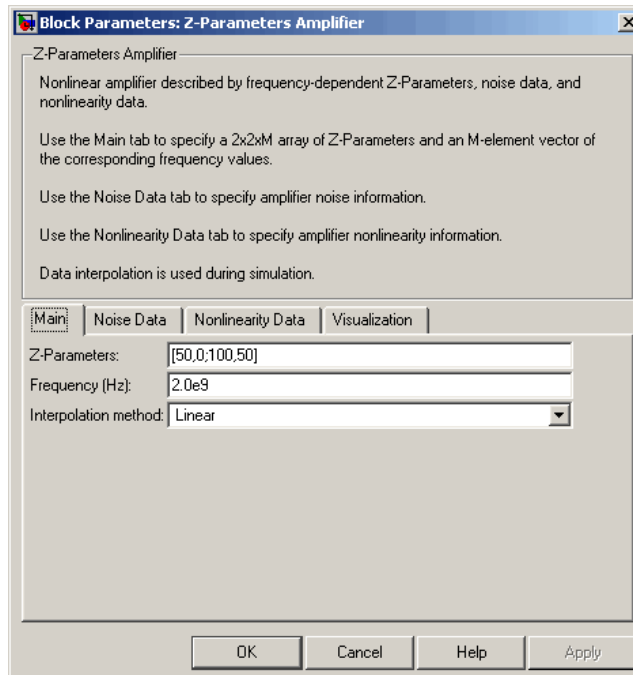 Block Parameters: Z-Parameters Amplifier
Z-Parameters Amplifier
Nonlinear amplifier described by frequency-dependent Z-Parameters, noise data, and
nonlinearity data.
Use the Main tab to specify a 2x2xM array of Z-Parameters and an M-element vector of
the corresponding frequency values.
Use the Noise Data tab to specify amplifier noise information.
Use the Nonlinearity Data tab to specify amplifier nonlinearity information.
Data interpolation is used during simulation.
Main Noise Data Nonlinearity Data Visualization
Z-Parameters: [50,0;100,50]
Frequency (Hz): 2.0e9
Interpolation method: Linear
OK Cancel Help Apply